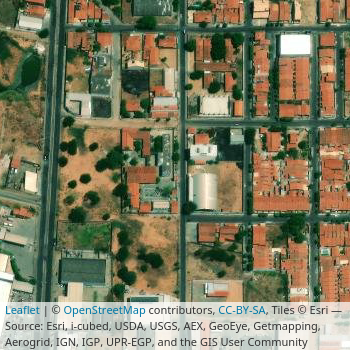 Leaflet | © OpenStreetMap contributors, CC-BY-SA, Tiles © Esri —
Source: Esri, i-cubed, USDA, USGS, AEX, GeoEye, Getmapping,
Aerogrid, IGN, IGP, UPR-EGP, and the GIS User Community